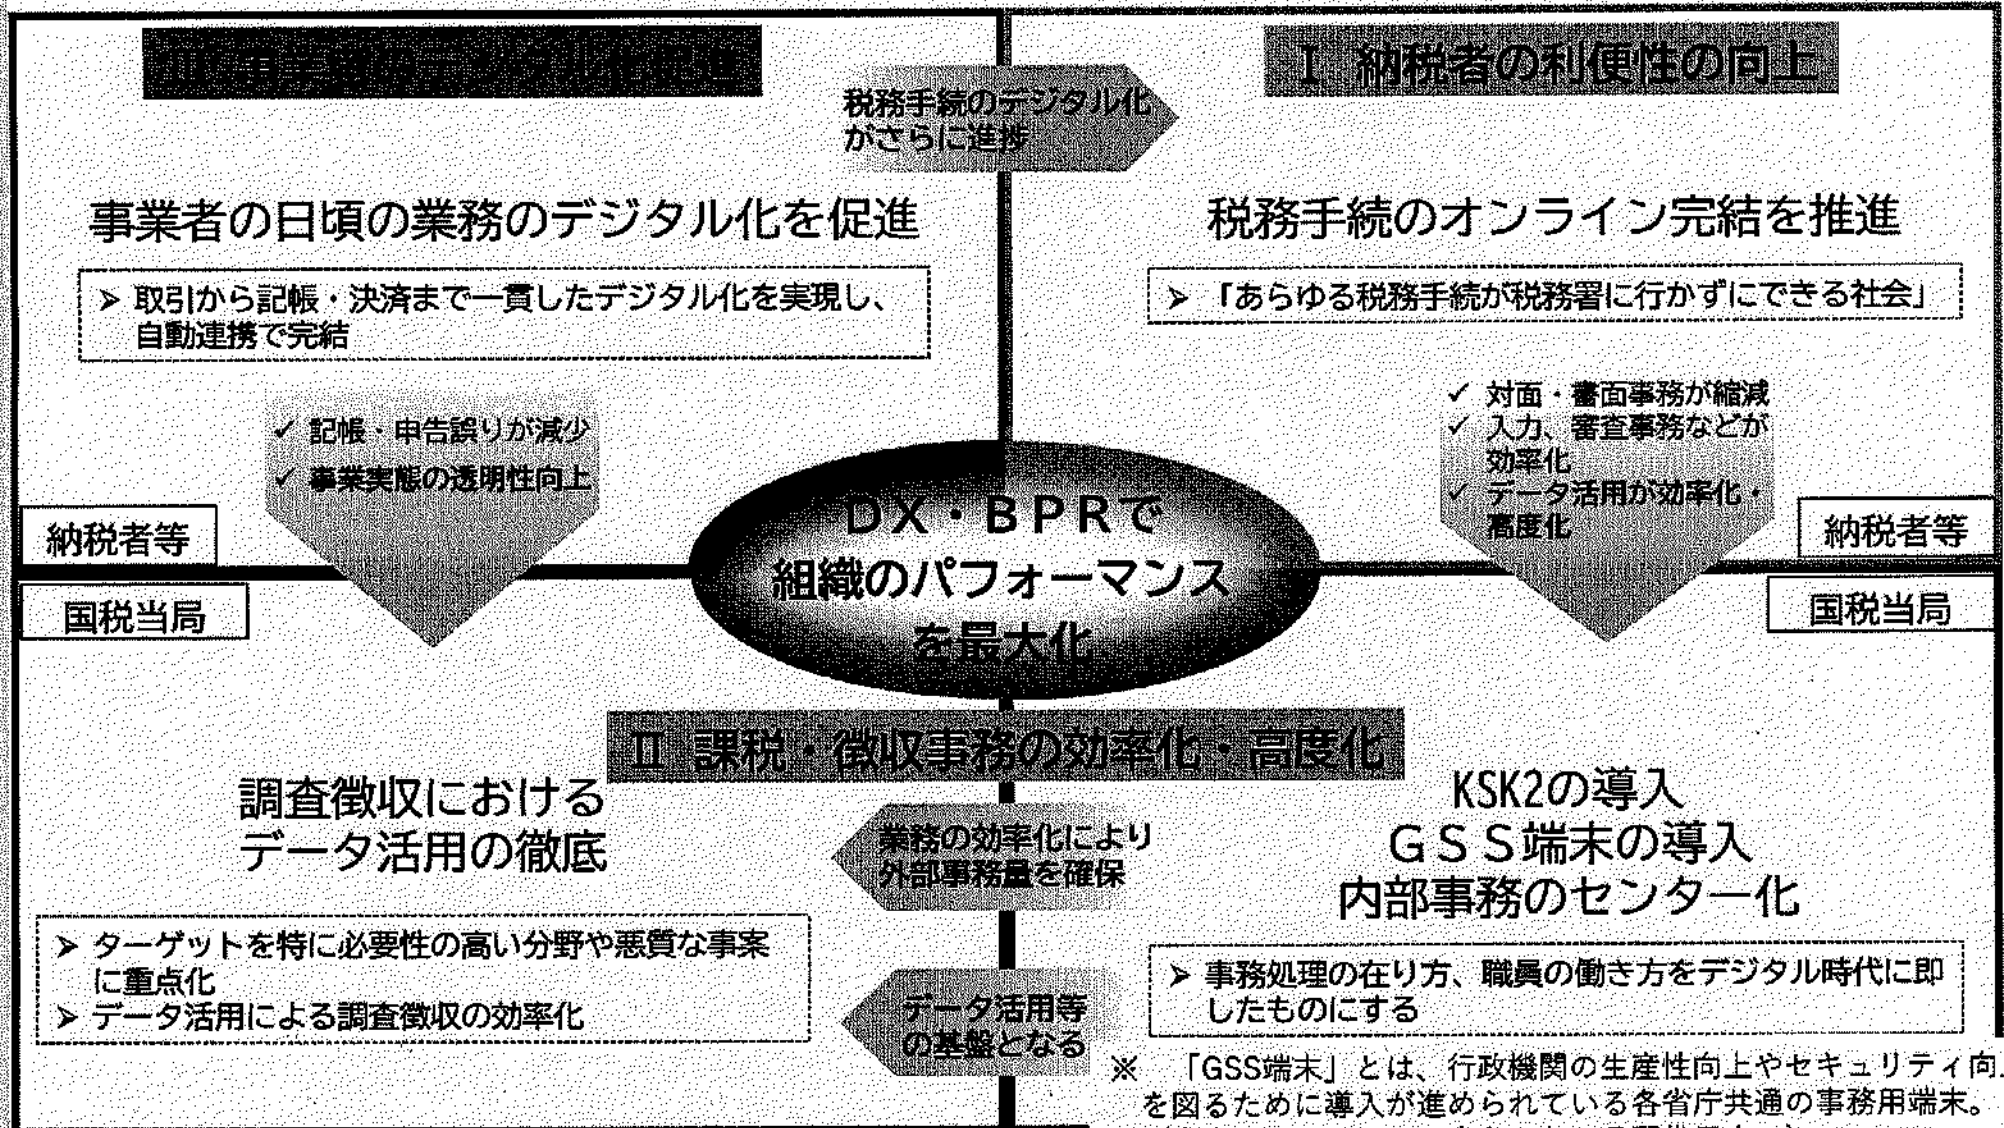 Ⅰ 納税者の利便性の向上
税務手続のデジタル化
がさらに進捗
事業者の日頃の業務のデジタル化を促進
➢ 取引から記帳・決済まで一貫したデジタル化を実現し、
自動連携で完結
✓ 記帳・申告誤りが減少
✓ 事業実態の透明性向上
税務手続のオンライン完結を推進
➢ 「あらゆる税務手続が税務署に行かずにできる社会」
✓ 対面・書面事務が縮減
✓ 入力、審査事務などが
効率化
✓ データ活用が効率化・
高度化
納税者等
国税当局
納税者等
国税当局
DX・BPRで
組織のパフォーマンス
を最大化
Ⅱ 課税・徴収事務の効率化・高度化
調査徴収における
データ活用の徹底
➢ ターゲットを特に必要性の高い分野や悪質な事案
に重点化
➢ データ活用による調査徴収の効率化
業務の効率化により
外部事務量を確保
データ活用等
の基盤となる
KSK2の導入
GSS端末の導入
内部事務のセンター化
➢ 事務処理の在り方、職員の働き方をデジタル時代に即
したものにする
※ 「GSS端末」とは、行政機関の生産性向上やセキュリティ向
を図るために導入が進められている各省庁共通の事務用端末。